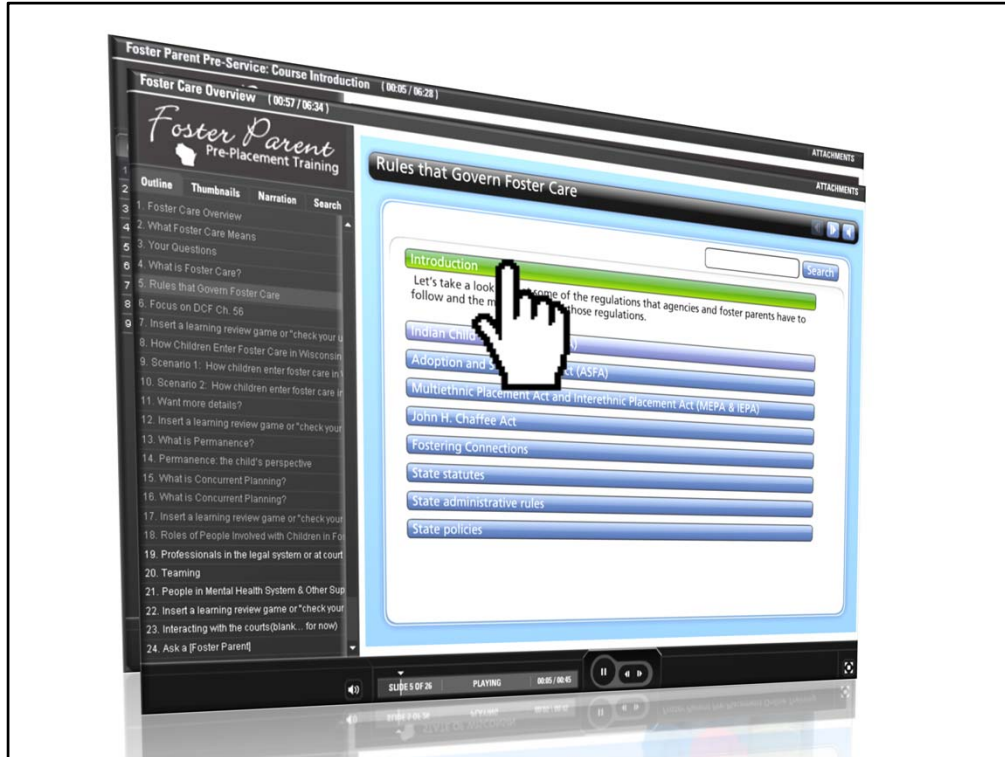 Foster Parent Pre-Service: Course Introduction (00:05 / 06:28)
ATTACHMENTS
Foster Care Overview (00:57 / 06:34)
ATTACHMENTS
Foster Parent
Pre-Placement Training
Outline Thumbnails Narration Search
1. Foster Care Overview
2. What Foster Care Means
3. Your Questions
4. What is Foster Care?
5. Rules that Govern Foster Care
6. Focus on DCF Ch. 56
7. Insert a learning review game or "check your u
8. How Children Enter Foster Care in Wisconsin
9. Scenario 1: How children enter foster care in
10. Scenario 2: How children enter foster care in
11. Want more details?
12. Insert a learning review game or "check your
13. What is Permanence?
14. Permanence: the child's perspective
15. What is Concurrent Planning?
16. What is Concurrent Planning?
17. Insert a learning review game or "check your
18. Roles of People Involved with Children in Fo
19. Professionals in the legal system or at court
20. Teaming
21. People in Mental Health System & Other Sup
22. Insert a learning review game or "check your
23. Interacting with the courts(blank... for now)
24. Ask a [Foster Parent]
1
2
3
4
5
6
7
8
9
Rules that Govern Foster Care
Search
Introduction
Let's take a look some of the regulations that agencies and foster parents have to
follow and the those regulations.
Indian Child
Adoption and Act (ASFA)
Multiethnic Placement Act and Interethnic Placement Act (MEPA & IEPA)
John H. Chaffee Act
Fostering Connections
State statutes
State administrative rules
State policies
SLIDE 5 OF 26 PLAYING 00:05 / 00:45